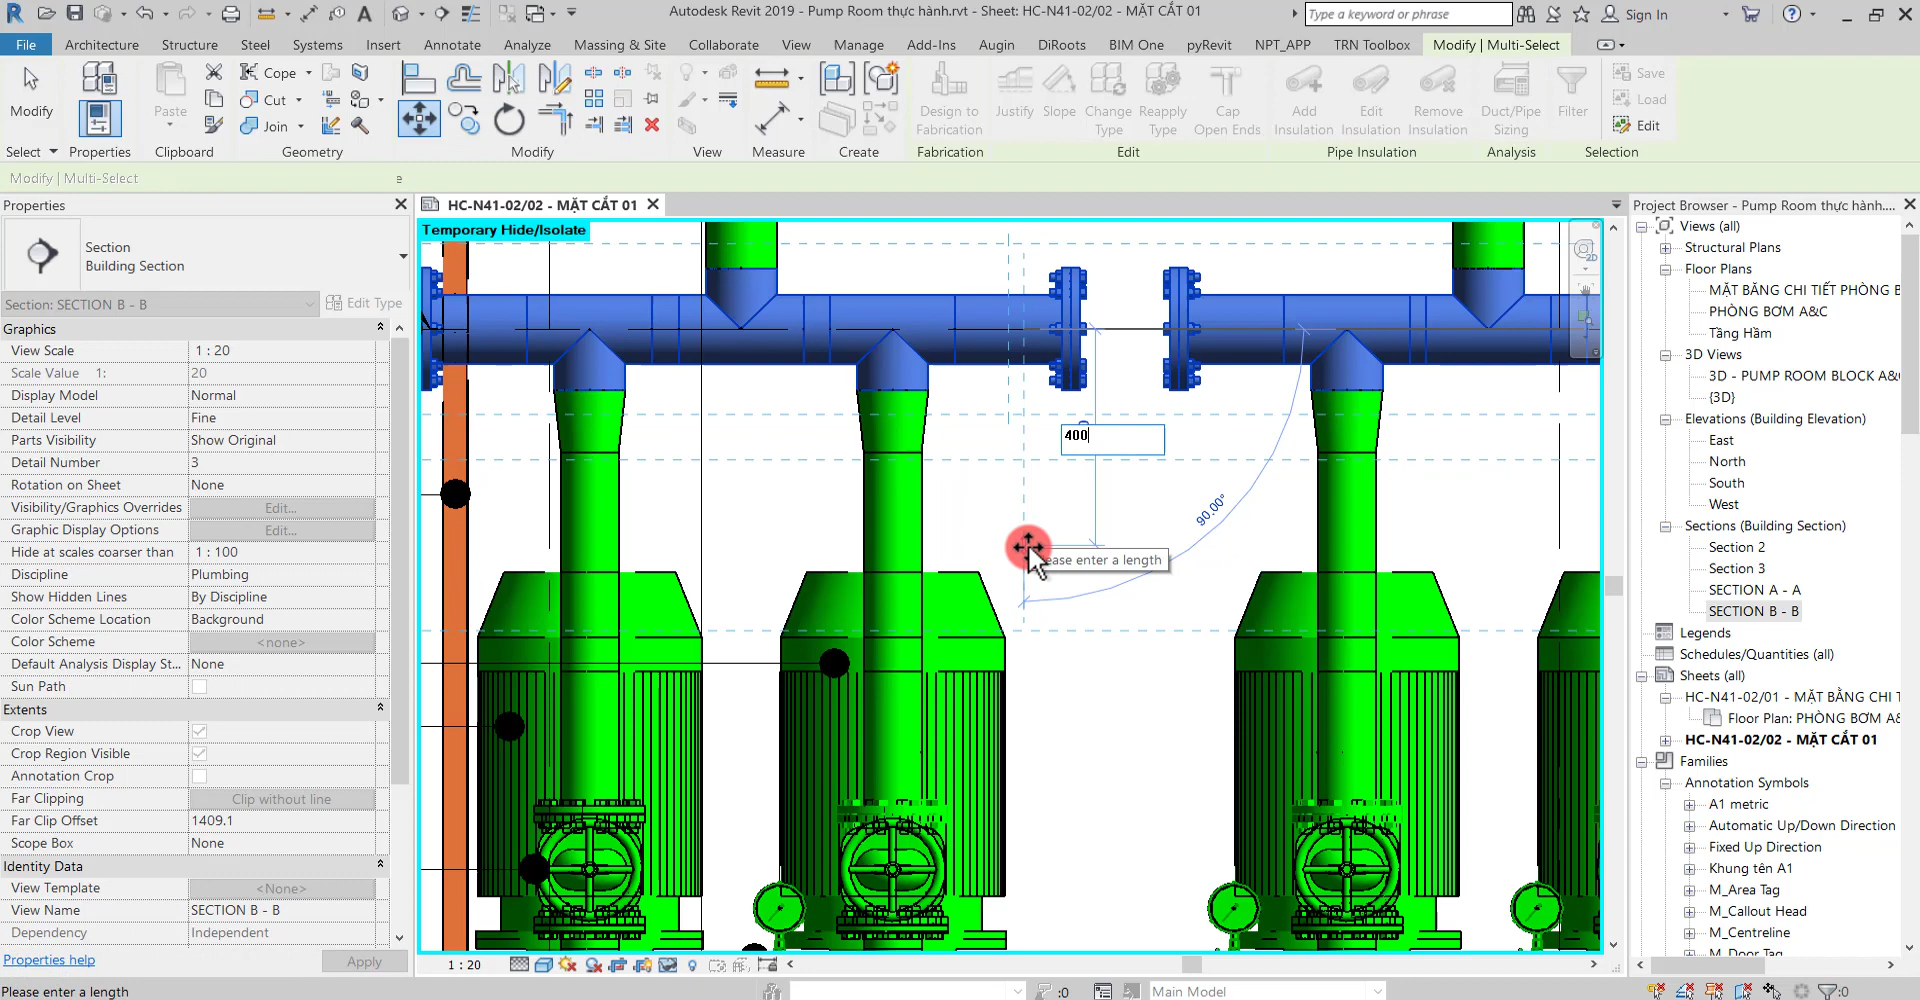 Autodesk Revit 2019 - Pump Room thực hành.rvt - Sheet: HC-N41-02/02 - MẶT CẮT 01
Type a keyword or phrase
Sign In
File Architecture Structure Steel Systems Insert Annotate Analyze Massing & Site Collaborate View Manage Add-Ins Augin DiRoots BIM One pyRevit NPT_APP TRN Toolbox Modify | Multi-Select
Modify
Paste
Cope
Cut
Join
Design to Fabrication
Justify
Slope
Change Type
Reapply Type
Cap Open Ends
Add Insulation
Edit Insulation
Remove Insulation
Duct/Pipe Sizing
Filter
Save
Load
Edit
Select Properties Clipboard Geometry Modify View Measure Create Fabrication Edit Pipe Insulation Analysis Selection
Modify | Multi-Select e
Properties
Section
Building Section
Section: SECTION B - B Edit Type
Graphics
View Scale 1 : 20
Scale Value 1: 20
Display Model Normal
Detail Level Fine
Parts Visibility Show Original
Detail Number 3
Rotation on Sheet None
Visibility/Graphics Overrides Edit...
Graphic Display Options Edit...
Hide at scales coarser than 1 : 100
Discipline Plumbing
Show Hidden Lines By Discipline
Color Scheme Location Background
Color Scheme <none>
Default Analysis Display St... None
Sun Path
Extents
Crop View
Crop Region Visible
Annotation Crop
Far Clipping Clip without line
Far Clip Offset 1409.1
Scope Box None
Identity Data
View Template <None>
View Name SECTION B - B
Dependency Independent
Properties help Apply
HC-N41-02/02 - MẶT CẮT 01
Temporary Hide/Isolate
2D
400
90.00°
ease enter a length
1 : 20
Project Browser - Pump Room thực hành....
Views (all)
Structural Plans
Floor Plans
MẶT BẰNG CHI TIẾT PHÒNG B
PHÒNG BƠM A&C
Tầng Hầm
3D Views
3D - PUMP ROOM BLOCK A&
{3D}
Elevations (Building Elevation)
East
North
South
West
Sections (Building Section)
Section 2
Section 3
SECTION A - A
SECTION B - B
Legends
Schedules/Quantities (all)
Sheets (all)
HC-N41-02/01 - MẶT BẰNG CHI T
Floor Plan: PHÒNG BƠM A&
HC-N41-02/02 - MẶT CẮT 01
Families
Annotation Symbols
A1 metric
Automatic Up/Down Direction
Fixed Up Direction
Khung tên A1
M_Area Tag
M_Callout Head
M_Centreline
M_Door Tag
Please enter a length
:0
Main Model
:0